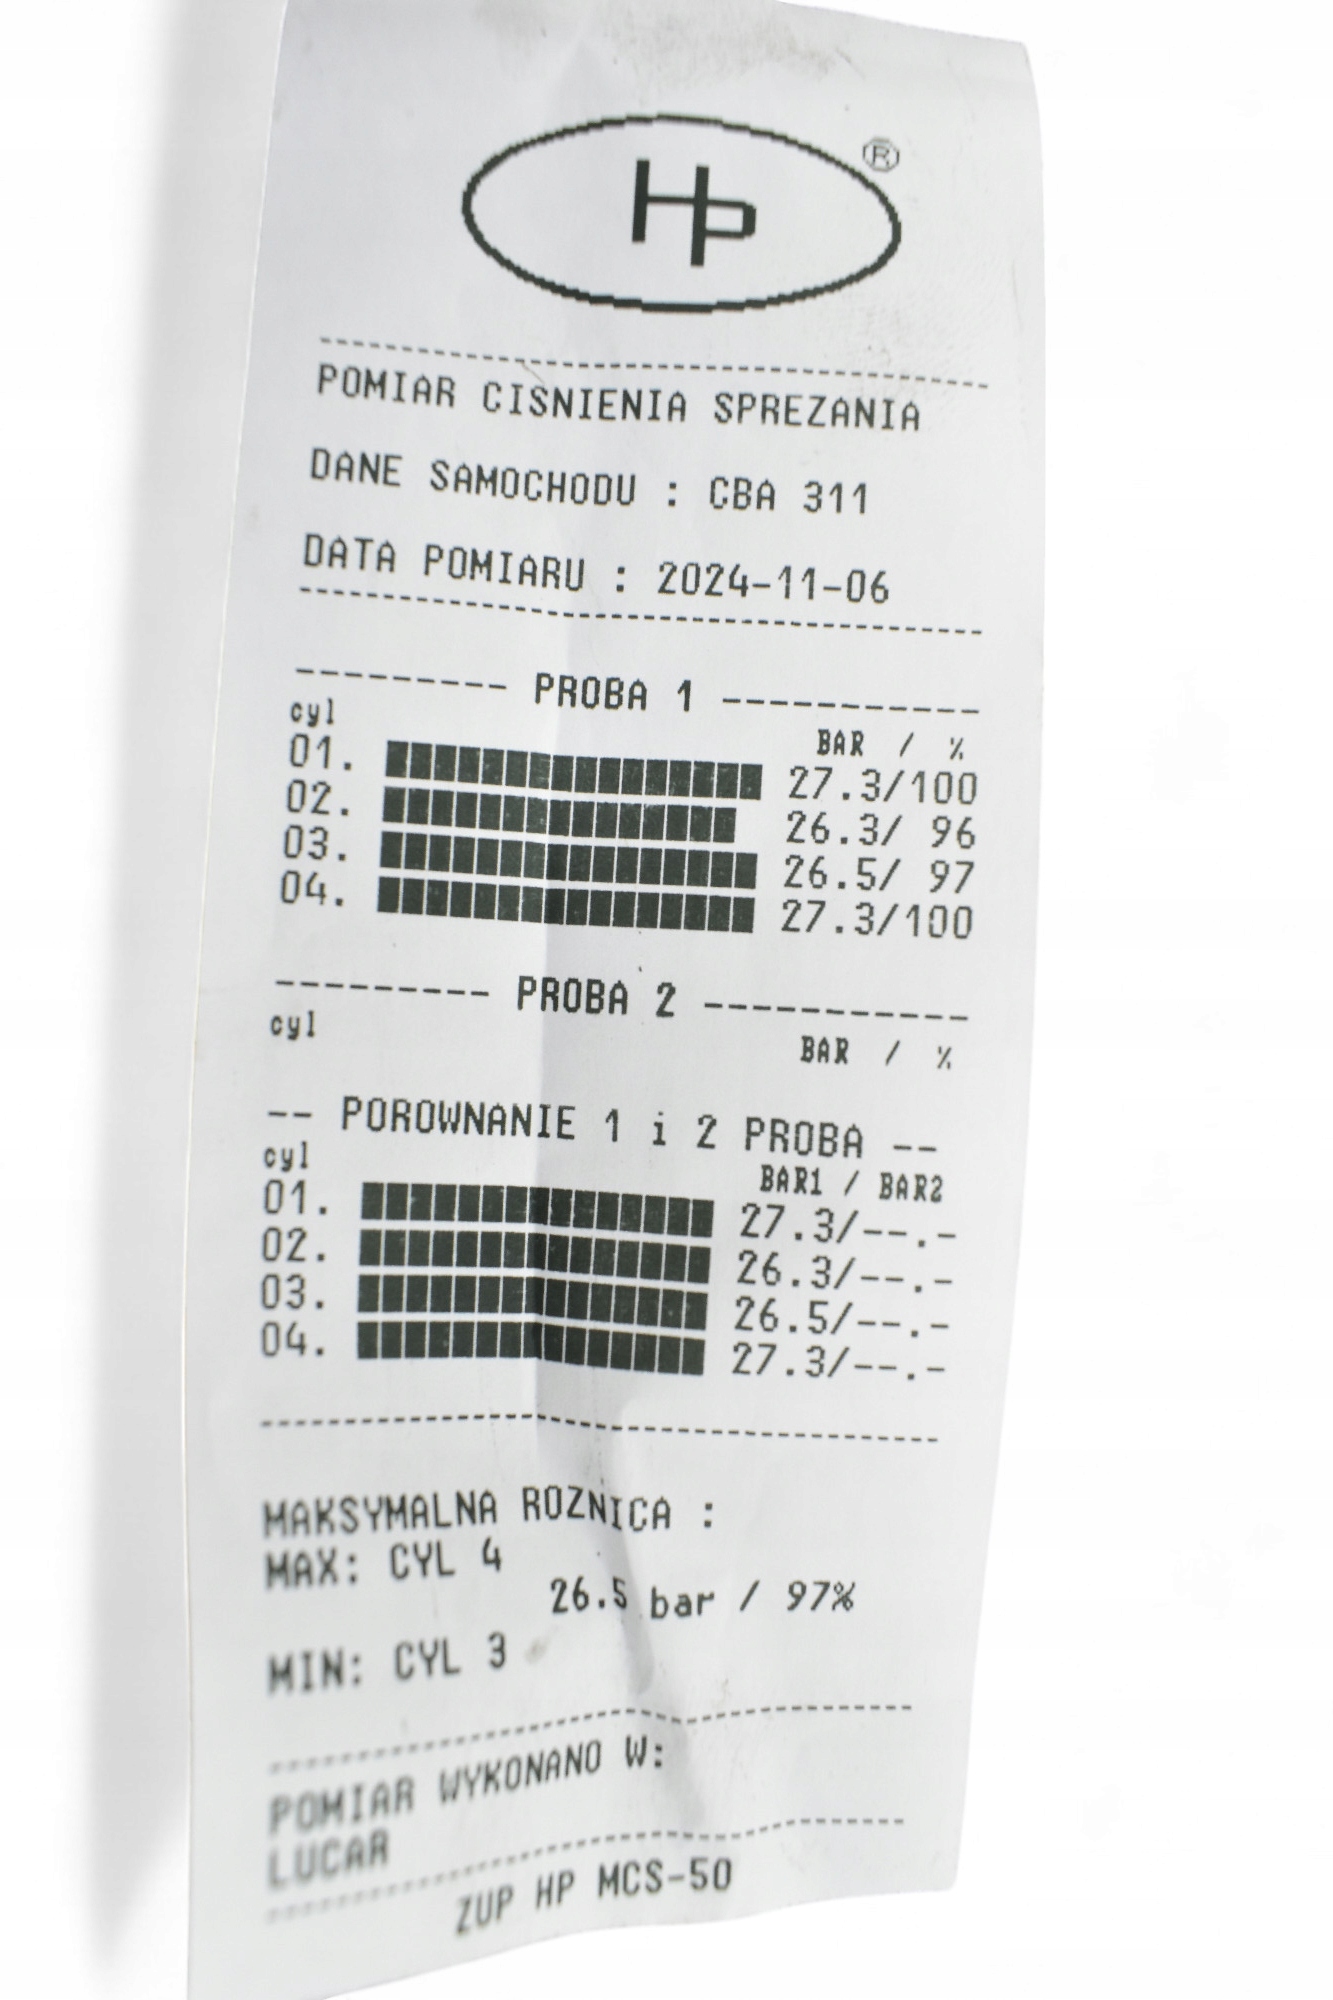 HP ®
POMIAR CISNIENIA SPREZANIA
DANE SAMOCHODU : CBA 311
DATA POMIARU : 2024-11-06
--------- PROBA 1 -----------
cyl BAR / %
01. 27.3/100
02. 26.3/ 96
03. 26.5/ 97
04. 27.3/100
--------- PROBA 2 -----------
cyl BAR / %
-- POROWNANIE 1 i 2 PROBA --
cyl BAR1 / BAR2
01. 27.3/--.-
02. 26.3/--.-
03. 26.5/--.-
04. 27.3/--.-
MAKSYMALNA ROZNICA :
MAX: CYL 4
26.5 bar / 97%
MIN: CYL 3
POMIAR WYKONANO W:
LUCAR
ZUP HP MCS-50